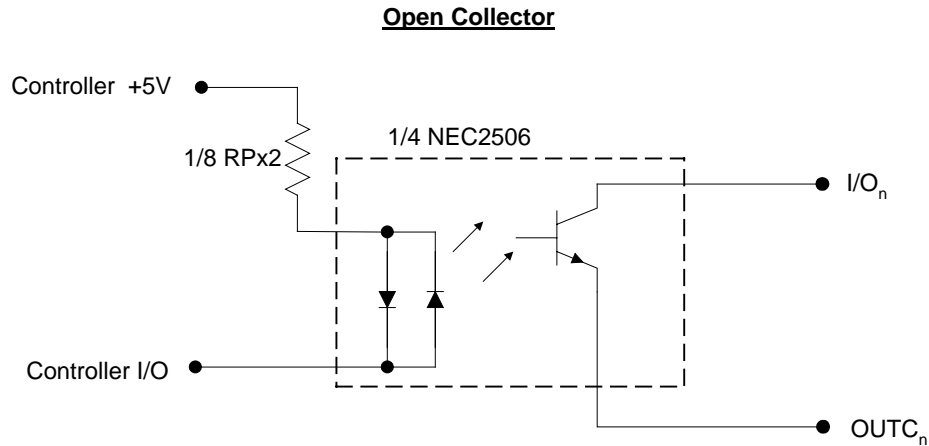 Open Collector
Controller +5V
1/4 NEC2506
1/8 RPx2
I/Oₙ
Controller I/O
OUTCₙ